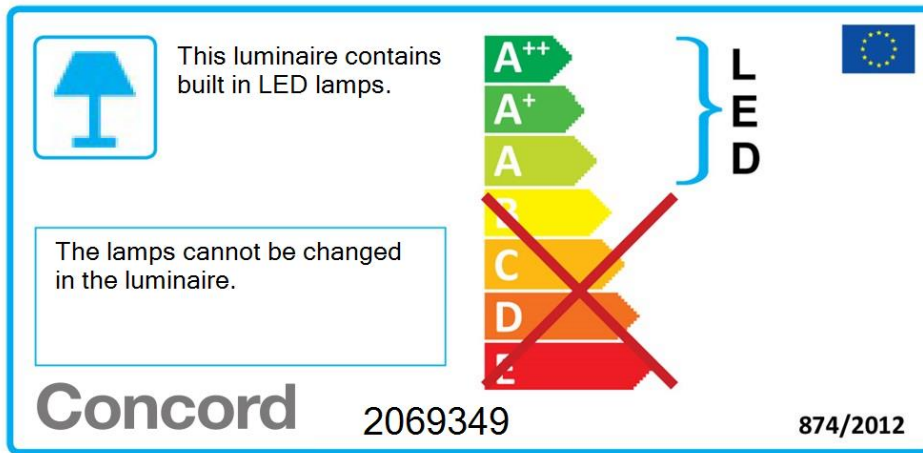 This luminaire contains
built in LED lamps.
A++
A+
A
B
C
D
E
L
E
D
The lamps cannot be changed
in the luminaire.
Concord
2069349
874/2012